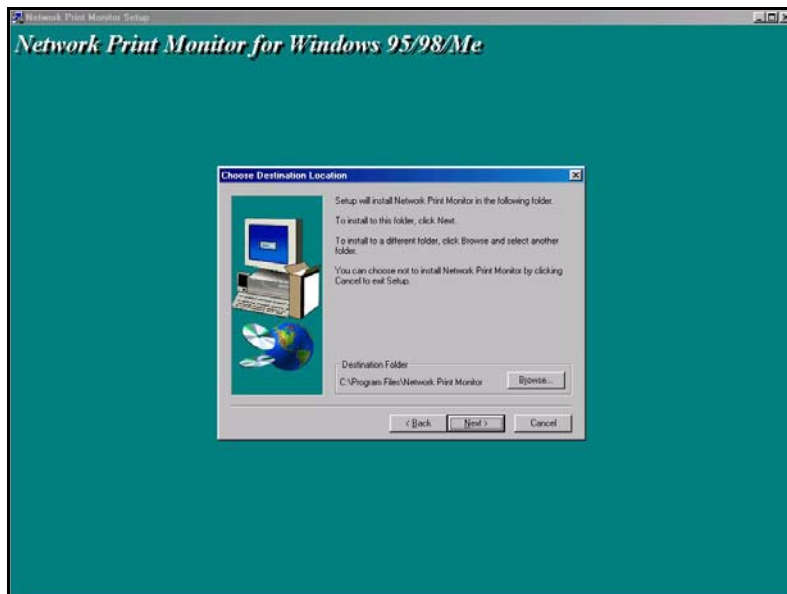 Network Print Monitor Setup
Network Print Monitor for Windows 95/98/Me
Choose Destination Location
Setup will install Network Print Monitor in the following folder.
To install to this folder, click Next.
To install to a different folder, click Browse and select another
folder.
You can choose not to install Network Print Monitor by clicking
Cancel to exit Setup.
Destination Folder
C:\Program Files\Network Print Monitor
Browse...
< Back
Next >
Cancel